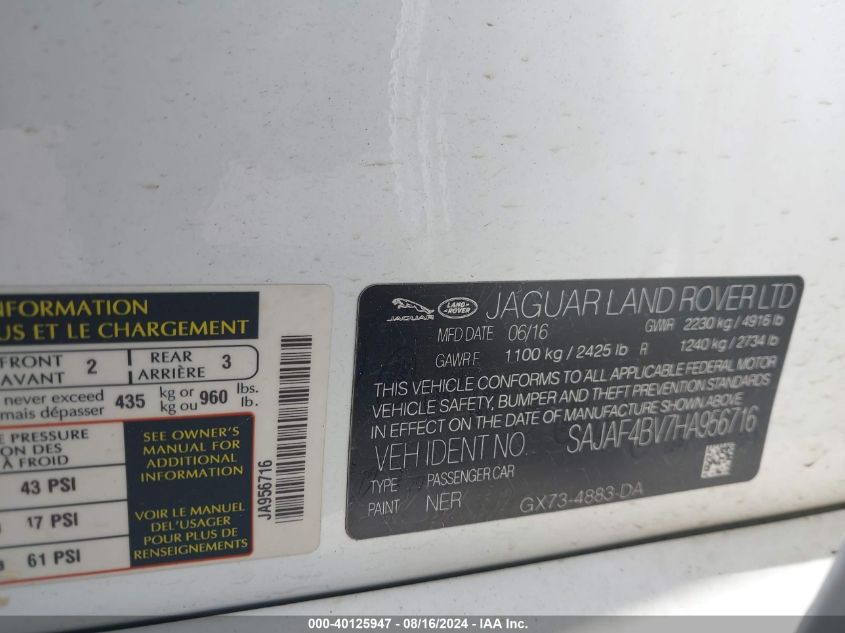 INFORMATION
US ET LE CHARGEMENT
FRONT
AVANT 2
REAR
ARRIÈRE 3
never exceed
mais dépasser 435 kg or
kg ou 960 lbs.
lb.
PRESSURE
ON DES
À FROID
43 PSI
17 PSI
61 PSI
SEE OWNER'S
MANUAL FOR
ADDITIONAL
INFORMATION
VOIR LE MANUEL
DEL'USAGER
POUR PLUS DE
RENSEIGNEMENTS
JA956716
JAGUAR
LAND ROVER
JAGUAR LAND ROVER LTD
MFD DATE 06/16 GVWR 2230 kg / 4916 lb
GAWR F. 1100 kg / 2425 lb R 1240 kg / 2734 lb
THIS VEHICLE CONFORMS TO ALL APPLICABLE FEDERAL MOTOR
VEHICLE SAFETY, BUMPER AND THEFT PREVENTION STANDARDS
IN EFFECT ON THE DATE OF MANUFACTURE SHOWN ABOVE
VEH IDENT NO. SAJAF4BV7HA956716
TYPE PASSENGER CAR
PAINT NER GX73-4883-DA
000-40125947 - 08/16/2024 - IAA Inc.